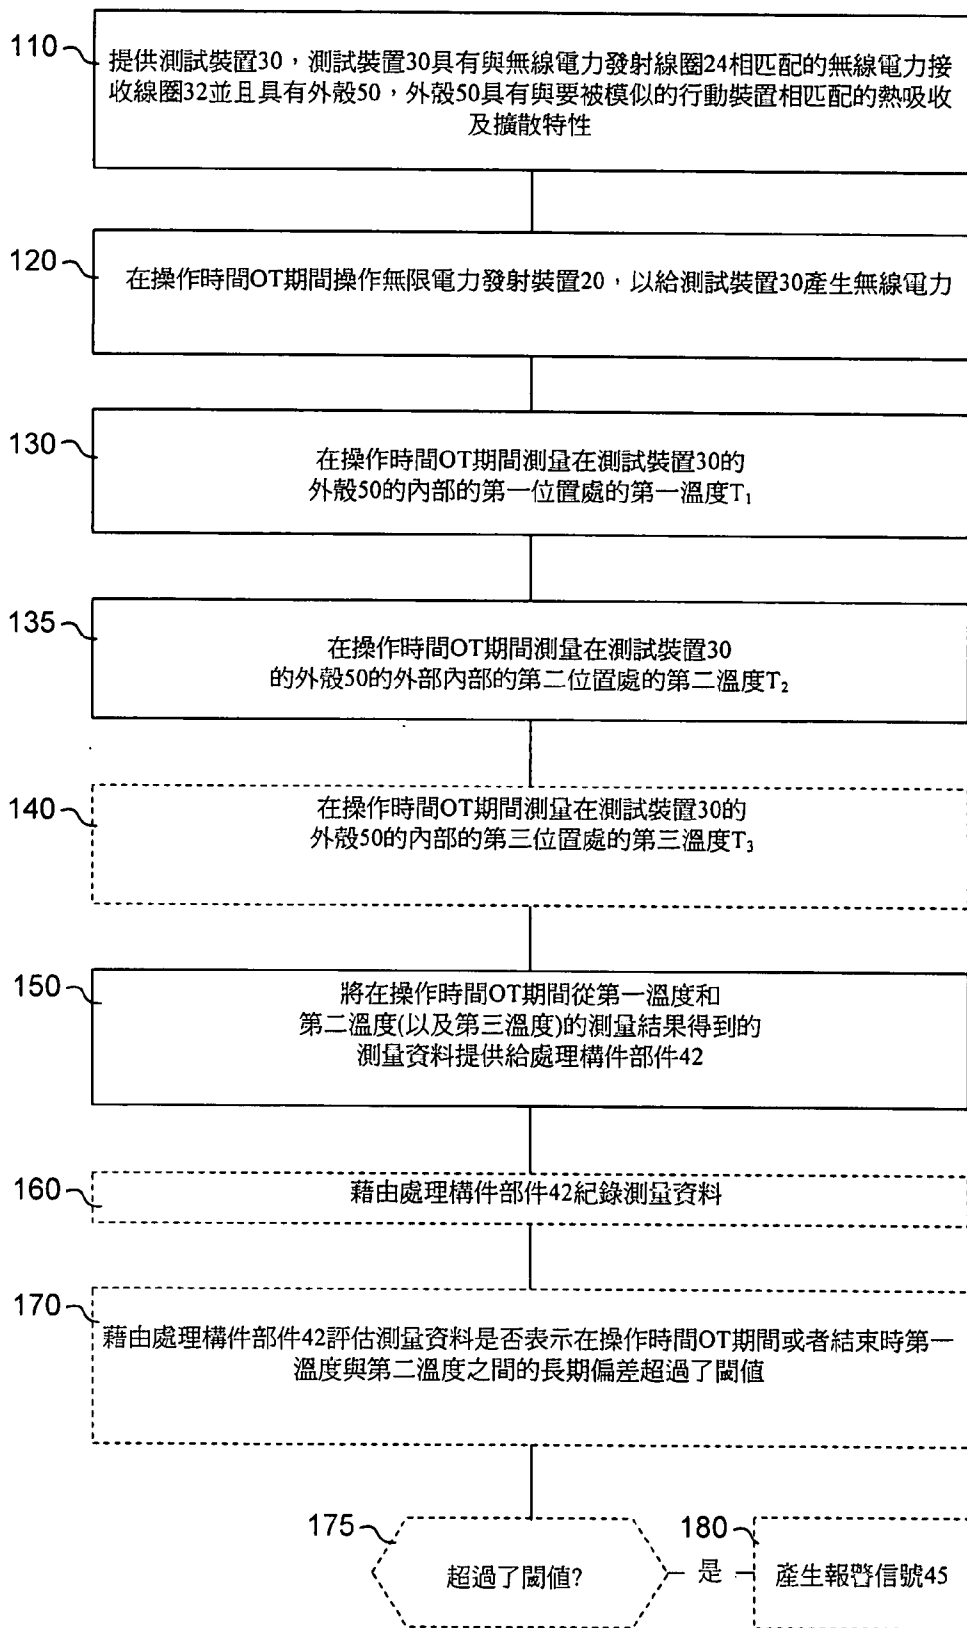 110
提供測試裝置30，測試裝置30具有與無線電力發射線圈24相匹配的無線電力接
收線圈32並且具有外殼50，外殼50具有與要被模似的行動裝置相匹配的熱吸收
及擴散特性
120
在操作時間OT期間操作無限電力發射裝置20，以給測試裝置30產生無線電力
130
在操作時間OT期間測量在測試裝置30的
外殼50的內部的第一位置處的第一溫度T₁
135
在操作時間OT期間測量在測試裝置30
的外殼50的外部內部的第二位置處的第二溫度T₂
140
在操作時間OT期間測量在測試裝置30的
外殼50的內部的第三位置處的第三溫度T₃
150
將在操作時間OT期間從第一溫度和
第二溫度(以及第三溫度)的測量結果得到的
測量資料提供給處理構件部件42
160
藉由處理構件部件42紀錄測量資料
170
藉由處理構件部件42評估測量資料是否表示在操作時間OT期間或者結束時第一
溫度與第二溫度之間的長期偏差超過了閾值
175
超過了閾值?
是
180
產生報警信號45